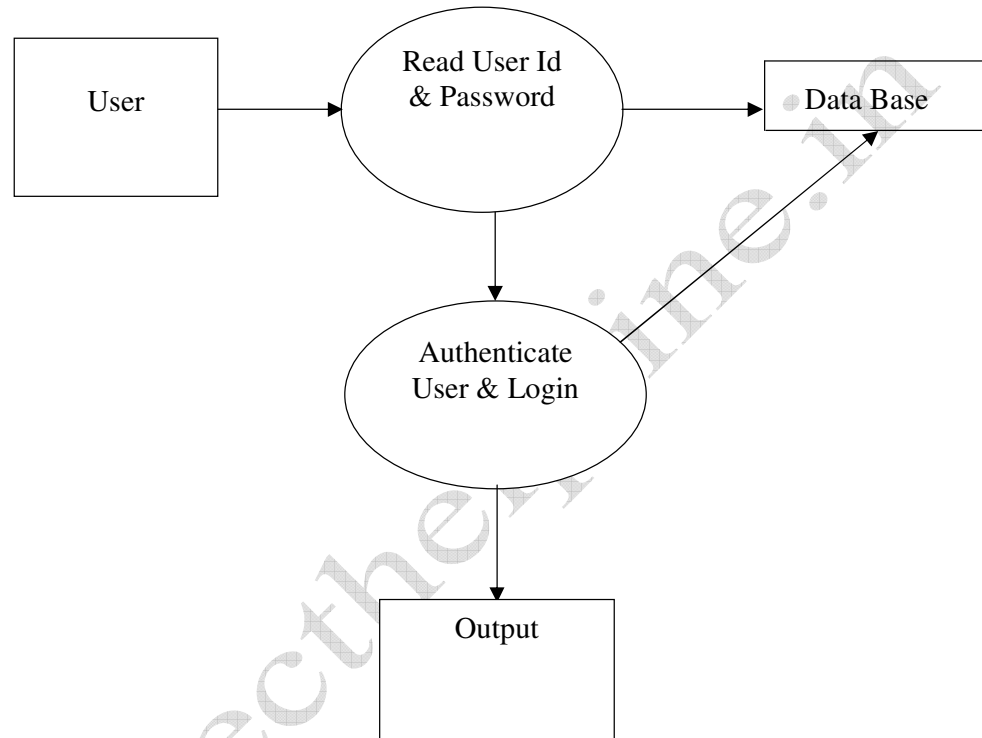 User
Read User Id
& Password
Data Base
Authenticate
User & Login
Output